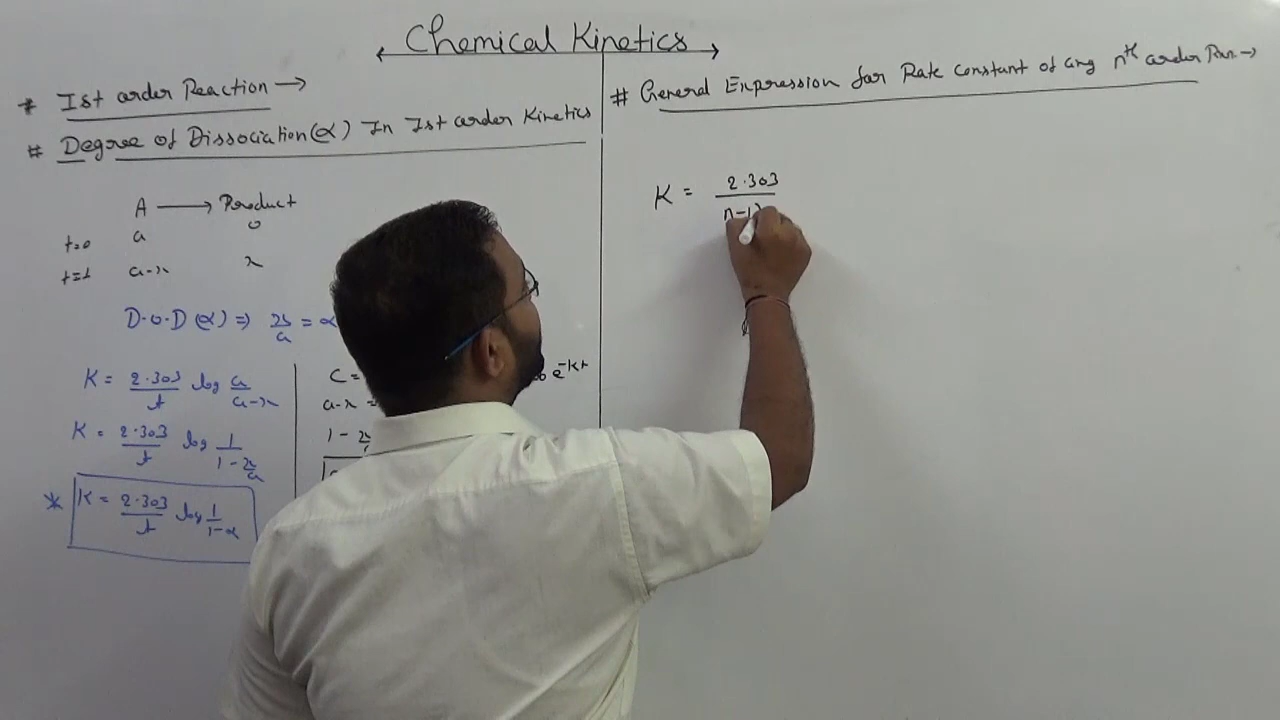 Chemical Kinetics
* Ist order Reaction →
# Degree of Dissociation(α) In Ist order Kinetics
A ⟶ Product
t=0 a 0
t=t a-x x
D.O.D (α) ⇒ x/a = α
K = 2.303/t log a/a-x
K = 2.303/t log 1/1-x/a
* K = 2.303/t log 1/1-α
C =
e^-kt
a-x =
1-x
# General Expression for Rate Constant of any nth order Rxn →
K = 2.303/n-1